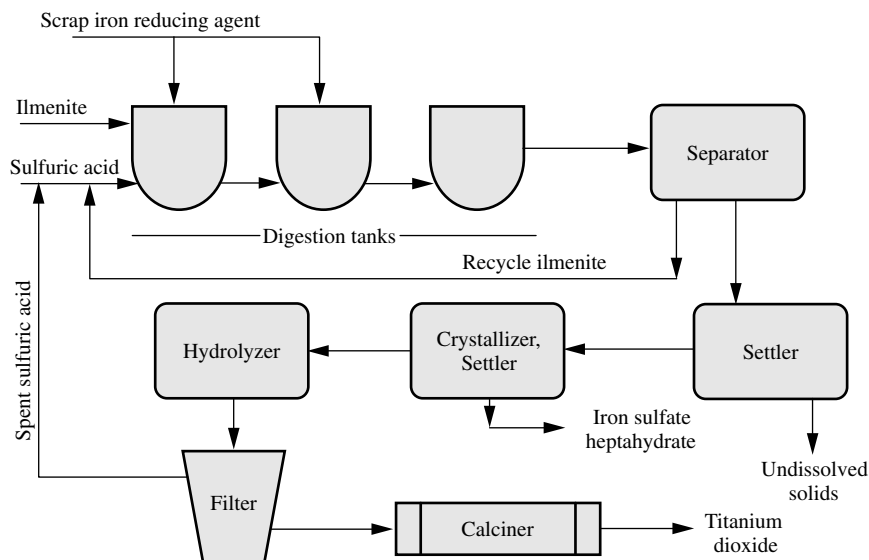 Scrap iron reducing agent
Ilmenite
Sulfuric acid
Separator
Digestion tanks
Recycle ilmenite
Spent sulfuric acid
Hydrolyzer
Crystallizer,
Settler
Settler
Iron sulfate
heptahydrate
Undissolved
solids
Filter
Calciner
Titanium
dioxide